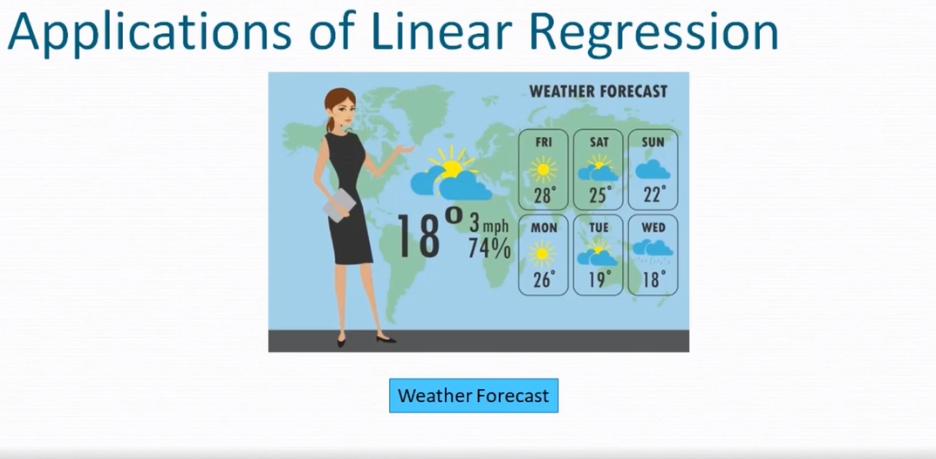 Applications of Linear Regression
WEATHER FORECAST
FRI SAT SUN
28° 25° 22°
18° 3 mph
74%
MON TUE WED
26° 19° 18°
Weather Forecast